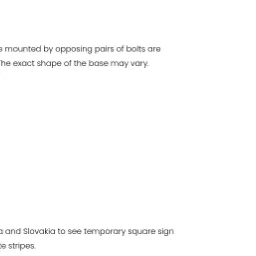 e mounted by opposing pairs of bolts are
The exact shape of the base may vary.
a and Slovakia to see temporary square sign
te stripes.